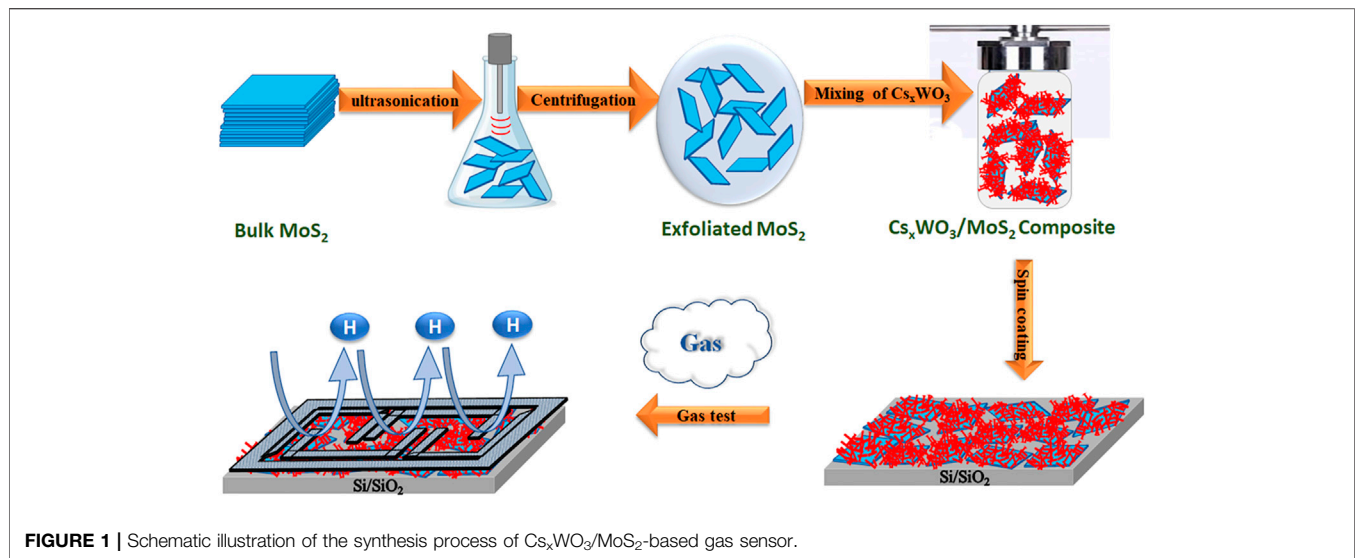 ultrasonication
Centrifugation
Mixing of CsₓWO₃
Bulk MoS₂
Exfoliated MoS₂
CsₓWO₃/MoS₂ Composite
Spin coating
H
H
H
Gas
Gas test
Si/SiO₂
Si/SiO₂
FIGURE 1 | Schematic illustration of the synthesis process of CsₓWO₃/MoS₂-based gas sensor.